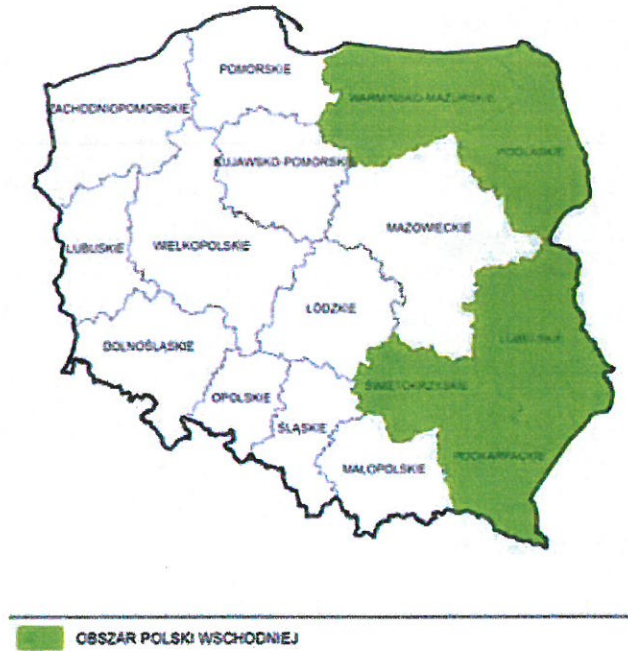 POMORSKIE
WARMIŃSKO-MAZURSKIE
ZACHODNIOPOMORSKIE
PODLASKIE
KUJAWSKO-POMORSKIE
MAZOWIECKIE
LUBUSKIE
WIELKOPOLSKIE
ŁÓDZKIE
LUBELSKIE
DOLNOŚLĄSKIE
ŚWIĘTOKRZYSKIE
OPOLSKIE
ŚLĄSKIE
PODKARPACKIE
MAŁOPOLSKIE
OBSZAR POLSKI WSCHODNIEJ